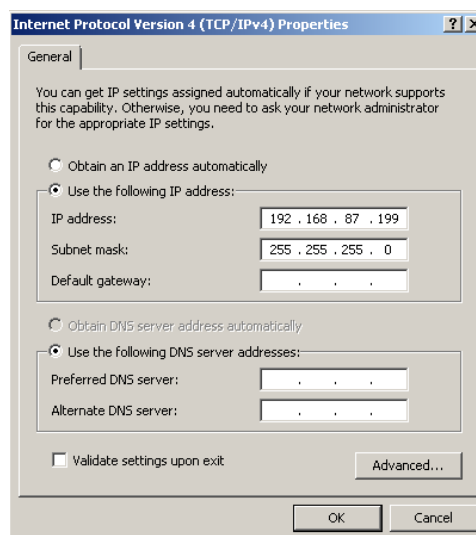 Internet Protocol Version 4 (TCP/IPv4) Properties
General
You can get IP settings assigned automatically if your network supports
this capability. Otherwise, you need to ask your network administrator
for the appropriate IP settings.
Obtain an IP address automatically
Use the following IP address:
IP address: 192 . 168 . 87 . 199
Subnet mask: 255 . 255 . 255 . 0
Default gateway: . . .
Obtain DNS server address automatically
Use the following DNS server addresses:
Preferred DNS server: . . .
Alternate DNS server: . . .
Validate settings upon exit
Advanced...
OK Cancel